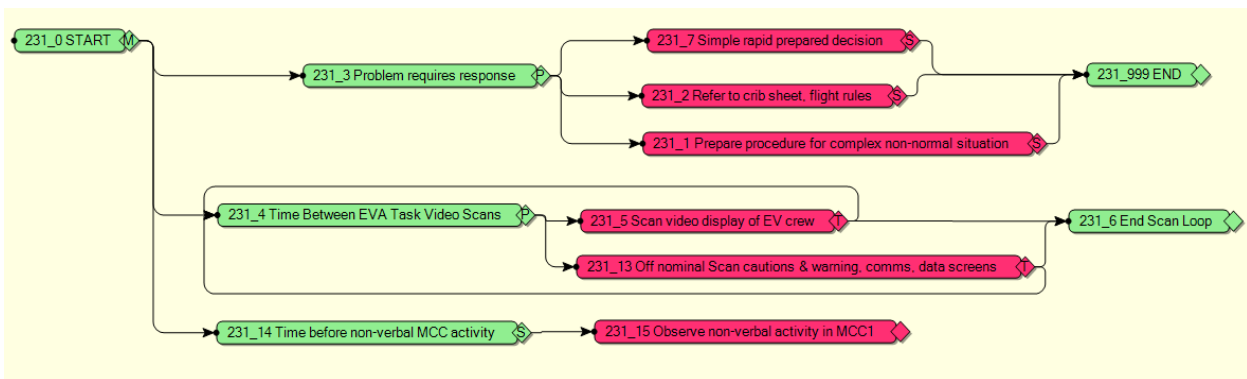 231_0 START M
231_7 Simple rapid prepared decision S
231_3 Problem requires response P
231_999 END
231_2 Refer to crib sheet, flight rules S
231_1 Prepare procedure for complex non-normal situation S
231_4 Time Between EVA Task Video Scans P
231_5 Scan video display of EV crew T
231_6 End Scan Loop
231_13 Off nominal Scan cautions & warning, comms, data screens T
231_14 Time before non-verbal MCC activity S
231_15 Observe non-verbal activity in MCC1